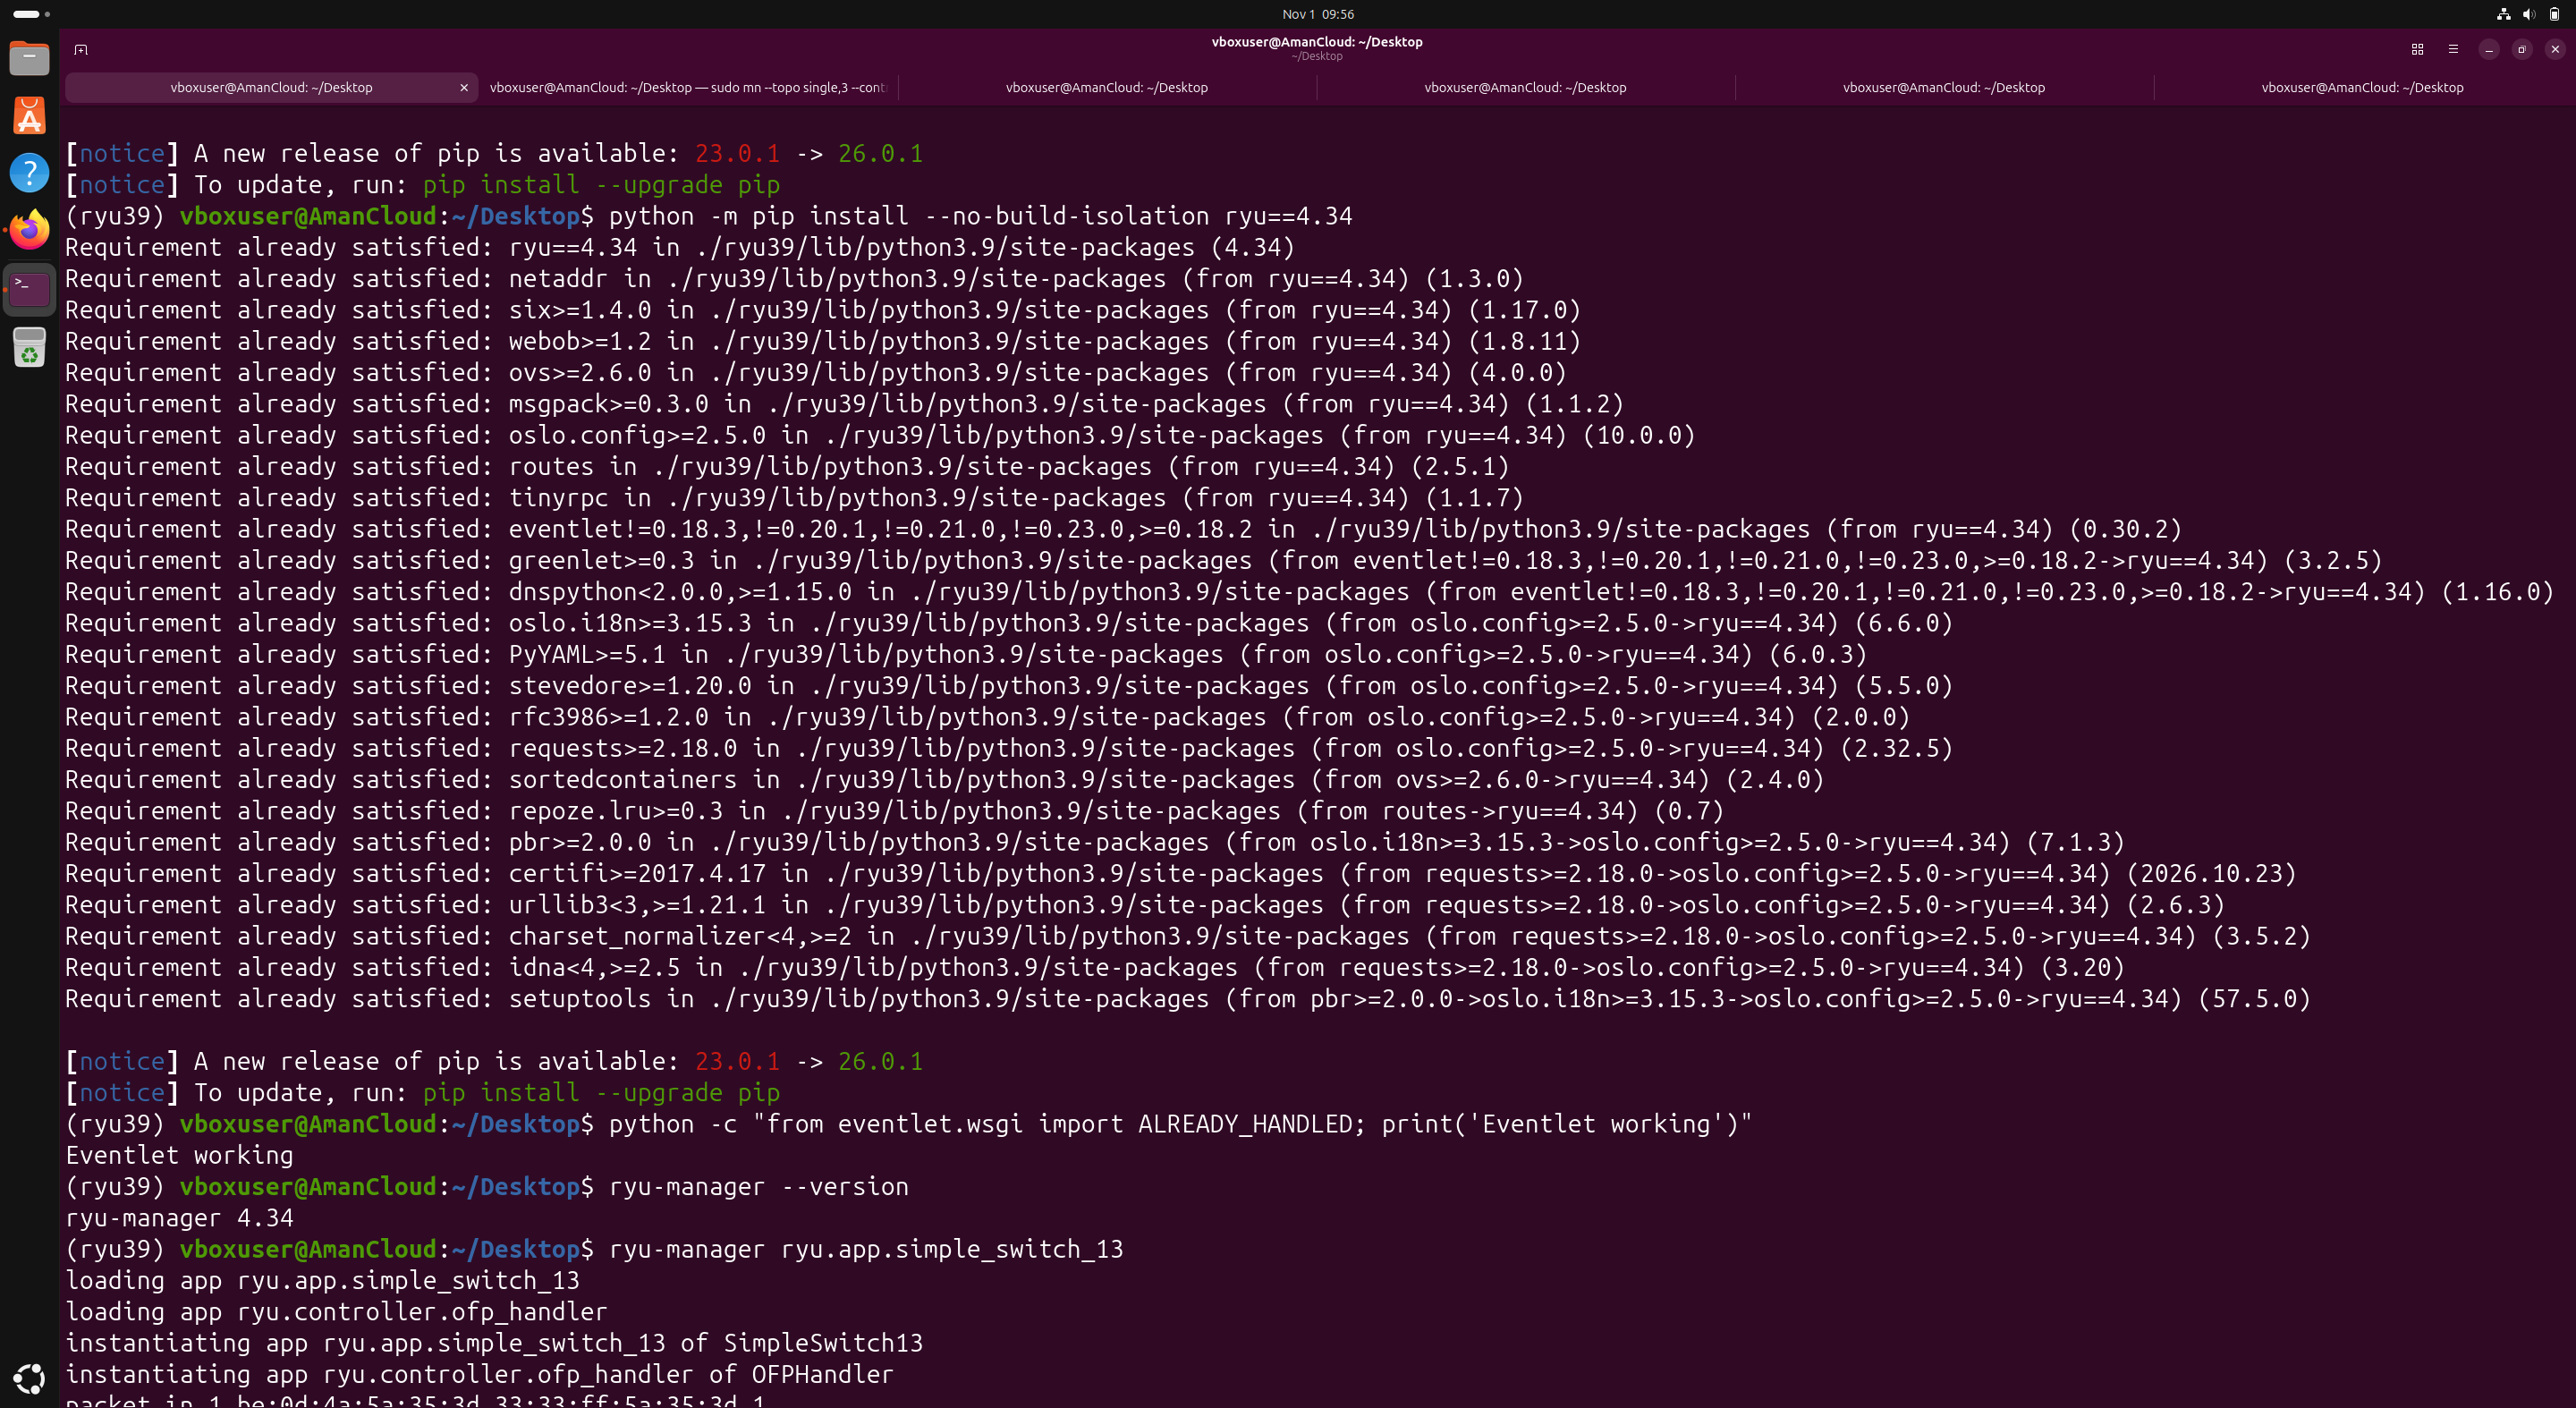 Nov 1 09:56
vboxuser@AmanCloud: ~/Desktop
~/Desktop
vboxuser@AmanCloud: ~/Desktop
vboxuser@AmanCloud: ~/Desktop — sudo mn --topo single,3 --cont
vboxuser@AmanCloud: ~/Desktop
vboxuser@AmanCloud: ~/Desktop
vboxuser@AmanCloud: ~/Desktop
vboxuser@AmanCloud: ~/Desktop
[notice] A new release of pip is available: 23.0.1 -> 26.0.1
[notice] To update, run: pip install --upgrade pip
(ryu39) vboxuser@AmanCloud:~/Desktop$ python -m pip install --no-build-isolation ryu==4.34
Requirement already satisfied: ryu==4.34 in ./ryu39/lib/python3.9/site-packages (4.34)
Requirement already satisfied: netaddr in ./ryu39/lib/python3.9/site-packages (from ryu==4.34) (1.3.0)
Requirement already satisfied: six>=1.4.0 in ./ryu39/lib/python3.9/site-packages (from ryu==4.34) (1.17.0)
Requirement already satisfied: webob>=1.2 in ./ryu39/lib/python3.9/site-packages (from ryu==4.34) (1.8.11)
Requirement already satisfied: ovs>=2.6.0 in ./ryu39/lib/python3.9/site-packages (from ryu==4.34) (4.0.0)
Requirement already satisfied: msgpack>=0.3.0 in ./ryu39/lib/python3.9/site-packages (from ryu==4.34) (1.1.2)
Requirement already satisfied: oslo.config>=2.5.0 in ./ryu39/lib/python3.9/site-packages (from ryu==4.34) (10.0.0)
Requirement already satisfied: routes in ./ryu39/lib/python3.9/site-packages (from ryu==4.34) (2.5.1)
Requirement already satisfied: tinyrpc in ./ryu39/lib/python3.9/site-packages (from ryu==4.34) (1.1.7)
Requirement already satisfied: eventlet!=0.18.3,!=0.20.1,!=0.21.0,!=0.23.0,>=0.18.2 in ./ryu39/lib/python3.9/site-packages (from ryu==4.34) (0.30.2)
Requirement already satisfied: greenlet>=0.3 in ./ryu39/lib/python3.9/site-packages (from eventlet!=0.18.3,!=0.20.1,!=0.21.0,!=0.23.0,>=0.18.2->ryu==4.34) (3.2.5)
Requirement already satisfied: dnspython<2.0.0,>=1.15.0 in ./ryu39/lib/python3.9/site-packages (from eventlet!=0.18.3,!=0.20.1,!=0.21.0,!=0.23.0,>=0.18.2->ryu==4.34) (1.16.0)
Requirement already satisfied: oslo.i18n>=3.15.3 in ./ryu39/lib/python3.9/site-packages (from oslo.config>=2.5.0->ryu==4.34) (6.6.0)
Requirement already satisfied: PyYAML>=5.1 in ./ryu39/lib/python3.9/site-packages (from oslo.config>=2.5.0->ryu==4.34) (6.0.3)
Requirement already satisfied: stevedore>=1.20.0 in ./ryu39/lib/python3.9/site-packages (from oslo.config>=2.5.0->ryu==4.34) (5.5.0)
Requirement already satisfied: rfc3986>=1.2.0 in ./ryu39/lib/python3.9/site-packages (from oslo.config>=2.5.0->ryu==4.34) (2.0.0)
Requirement already satisfied: requests>=2.18.0 in ./ryu39/lib/python3.9/site-packages (from oslo.config>=2.5.0->ryu==4.34) (2.32.5)
Requirement already satisfied: sortedcontainers in ./ryu39/lib/python3.9/site-packages (from ovs>=2.6.0->ryu==4.34) (2.4.0)
Requirement already satisfied: repoze.lru>=0.3 in ./ryu39/lib/python3.9/site-packages (from routes->ryu==4.34) (0.7)
Requirement already satisfied: pbr>=2.0.0 in ./ryu39/lib/python3.9/site-packages (from oslo.i18n>=3.15.3->oslo.config>=2.5.0->ryu==4.34) (7.1.3)
Requirement already satisfied: certifi>=2017.4.17 in ./ryu39/lib/python3.9/site-packages (from requests>=2.18.0->oslo.config>=2.5.0->ryu==4.34) (2026.10.23)
Requirement already satisfied: urllib3<3,>=1.21.1 in ./ryu39/lib/python3.9/site-packages (from requests>=2.18.0->oslo.config>=2.5.0->ryu==4.34) (2.6.3)
Requirement already satisfied: charset_normalizer<4,>=2 in ./ryu39/lib/python3.9/site-packages (from requests>=2.18.0->oslo.config>=2.5.0->ryu==4.34) (3.5.2)
Requirement already satisfied: idna<4,>=2.5 in ./ryu39/lib/python3.9/site-packages (from requests>=2.18.0->oslo.config>=2.5.0->ryu==4.34) (3.20)
Requirement already satisfied: setuptools in ./ryu39/lib/python3.9/site-packages (from pbr>=2.0.0->oslo.i18n>=3.15.3->oslo.config>=2.5.0->ryu==4.34) (57.5.0)
[notice] A new release of pip is available: 23.0.1 -> 26.0.1
[notice] To update, run: pip install --upgrade pip
(ryu39) vboxuser@AmanCloud:~/Desktop$ python -c "from eventlet.wsgi import ALREADY_HANDLED; print('Eventlet working')"
Eventlet working
(ryu39) vboxuser@AmanCloud:~/Desktop$ ryu-manager --version
ryu-manager 4.34
(ryu39) vboxuser@AmanCloud:~/Desktop$ ryu-manager ryu.app.simple_switch_13
loading app ryu.app.simple_switch_13
loading app ryu.controller.ofp_handler
instantiating app ryu.app.simple_switch_13 of SimpleSwitch13
instantiating app ryu.controller.ofp_handler of OFPHandler
packet in 1 be:0d:4a:5a:35:3d 33:33:ff:5a:35:3d 1